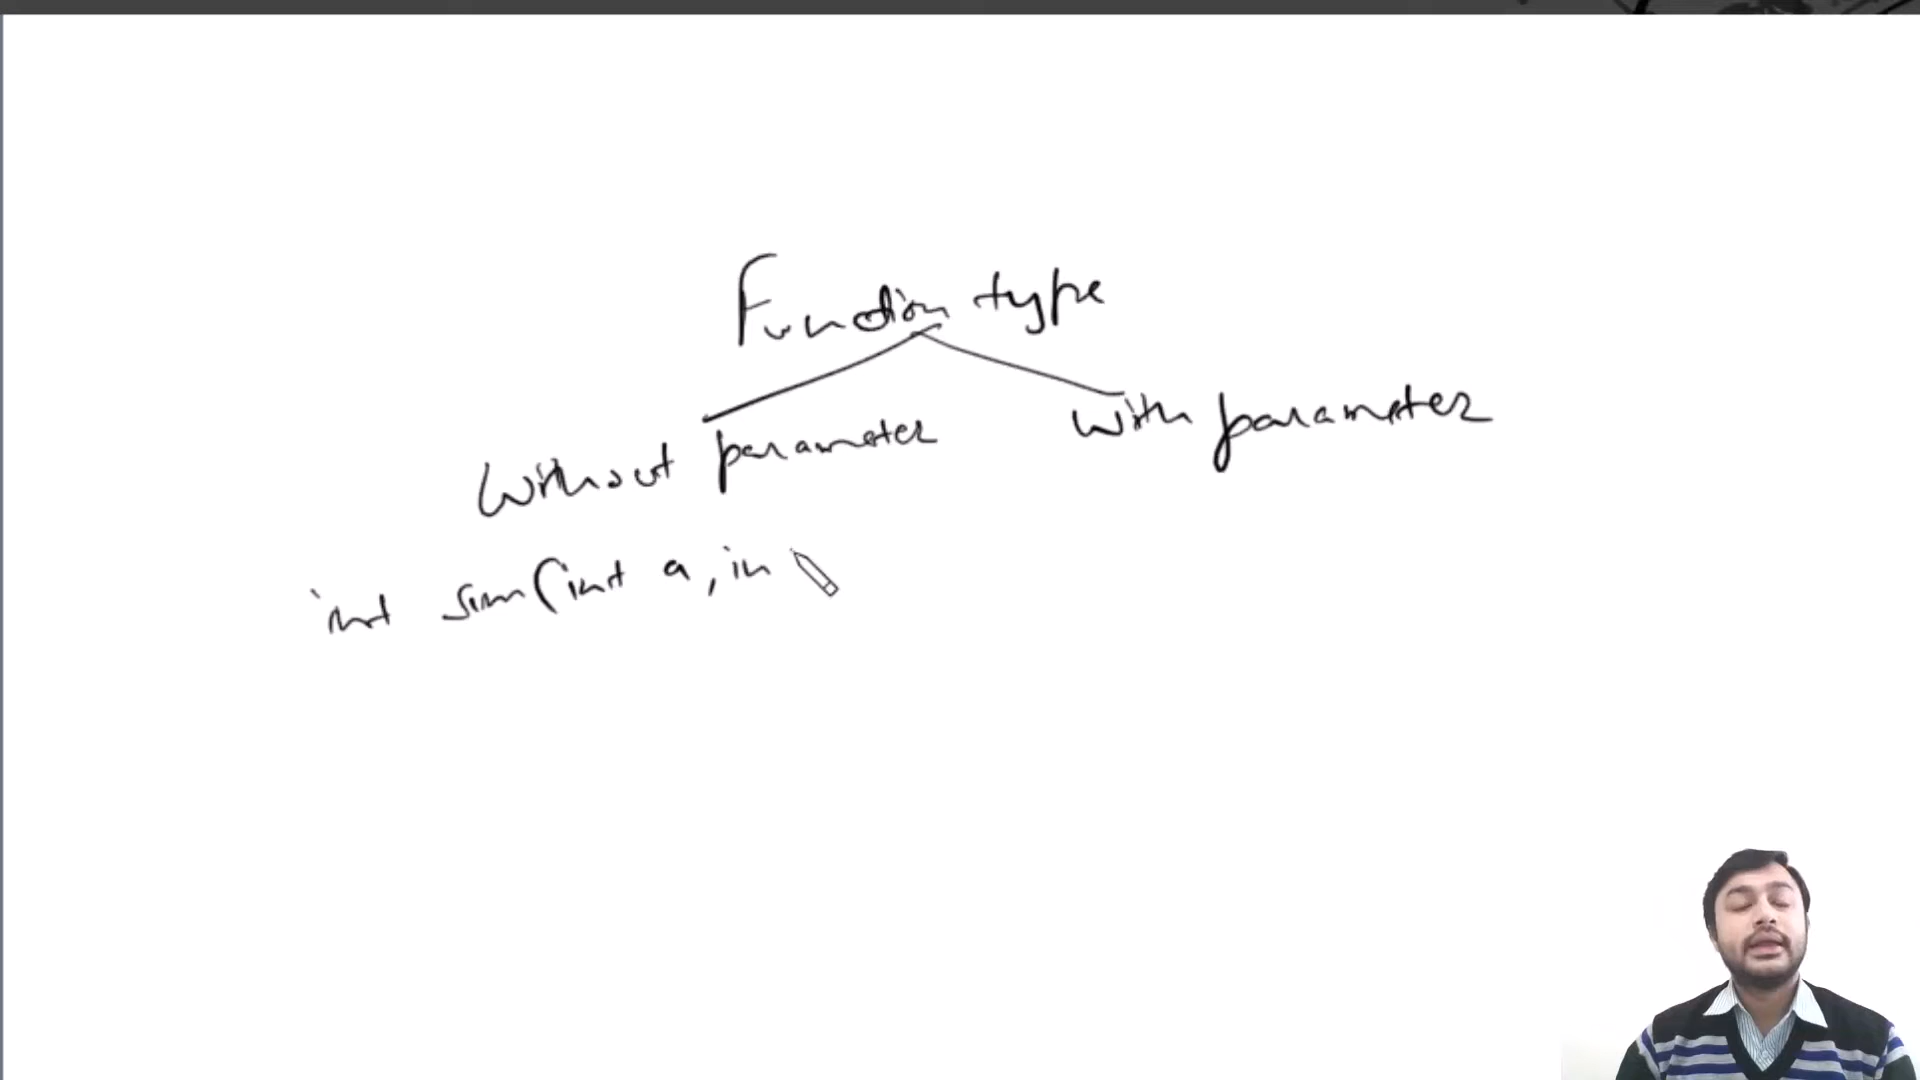 Function type
Without parameter
With parameter
int sum(int a, in